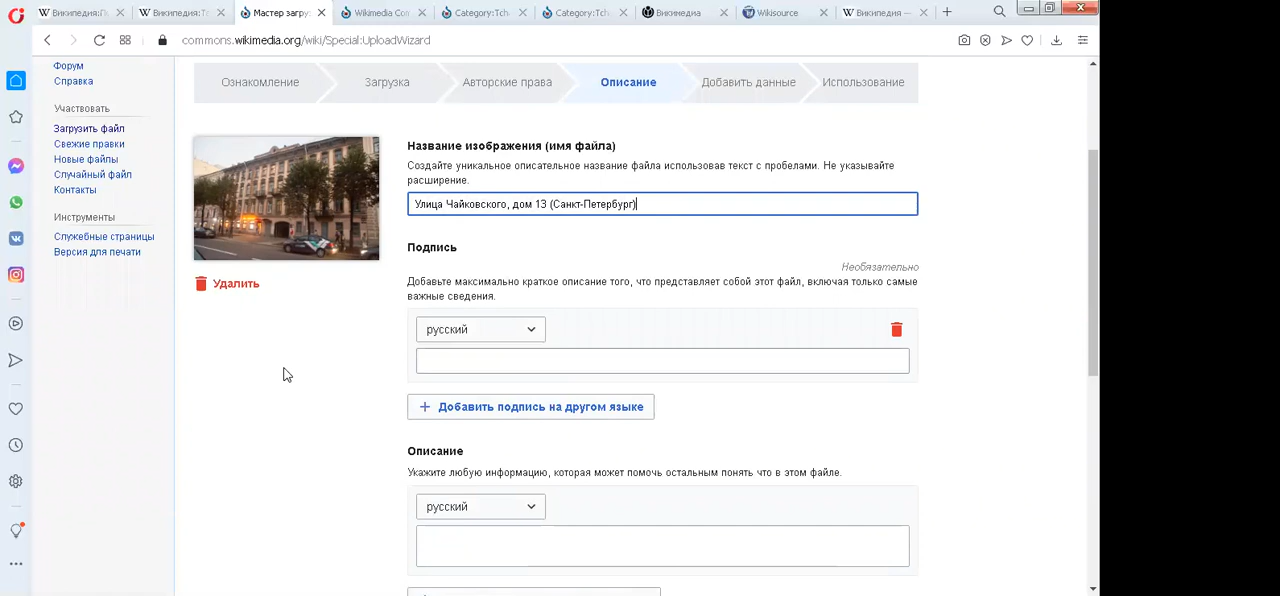 Википедия:П
Википедия:Т
Мастер загру
Wikimedia Co
Category:Tch
Category:Tch
Викимедиа
Wikisource
Википедия —
commons.wikimedia.org/wiki/Special:UploadWizard
Форум
Справка
Участвовать
Загрузить файл
Свежие правки
Новые файлы
Случайный файл
Контакты
Инструменты
Служебные страницы
Версия для печати
Ознакомление
Загрузка
Авторские права
Описание
Добавить данные
Использование
Удалить
Название изображения (имя файла)
Создайте уникальное описательное название файла использовав текст с пробелами. Не указывайте
расширение.
Улица Чайковского, дом 13 (Санкт-Петербург)
Подпись
Необязательно
Добавьте максимально краткое описание того, что представляет собой этот файл, включая только самые
важные сведения.
русский
Добавить подпись на другом языке
Описание
Укажите любую информацию, которая может помочь остальным понять что в этом файле.
русский